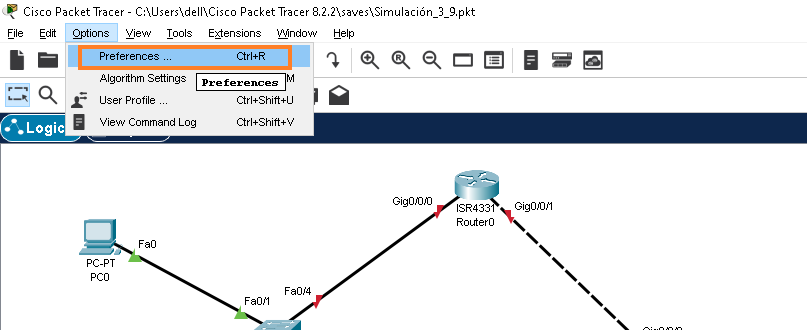 Cisco Packet Tracer - C:\Users\dell\Cisco Packet Tracer 8.2.2\saves\Simulación_3_9.pkt
File Edit Options View Tools Extensions Window Help
Preferences ... Ctrl+R
Algorithm Settings M
Preferences
User Profile ... Ctrl+Shift+U
View Command Log Ctrl+Shift+V
Logic
Gig0/0/0
ISR4331
Router0
Gig0/0/1
Fa0
PC-PT
PC0
Fa0/4
Fa0/1